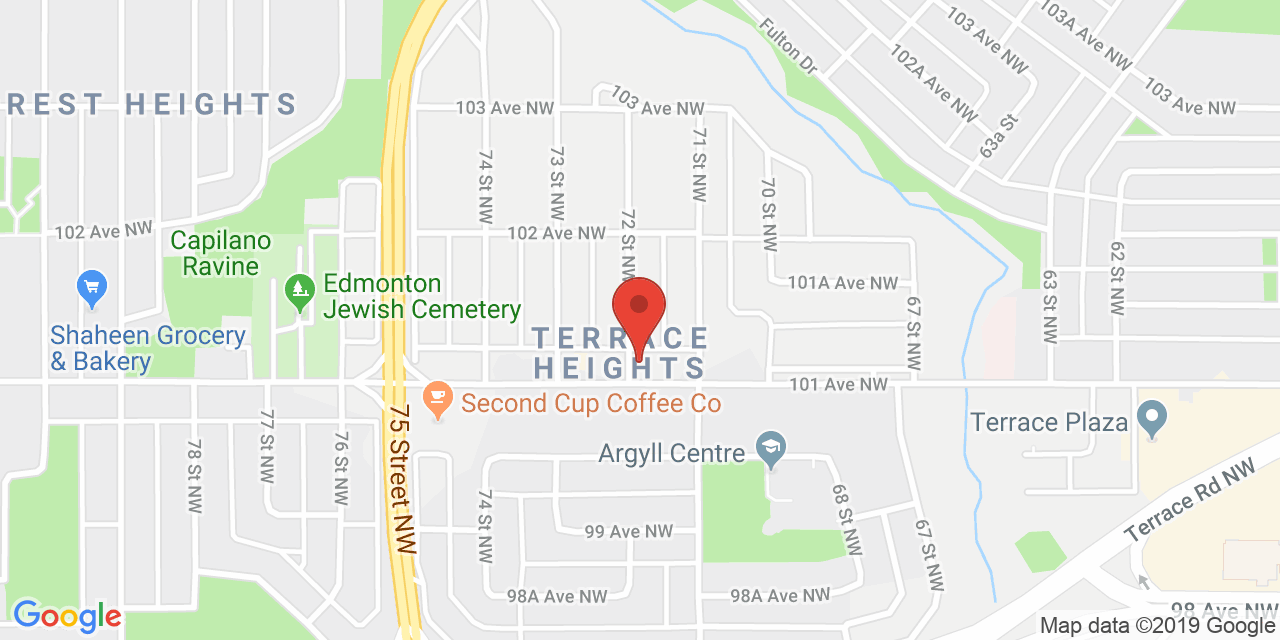 Fulton Dr
103 Ave NW
103A Ave NW
102A Ave NW
103 Ave NW
REST HEIGHTS
103 Ave NW
103 Ave NW
63a St
74 St NW
73 St NW
71 St NW
70 St NW
72 St NW
102 Ave NW
102 Ave NW
Capilano
Ravine
62 St NW
63 St NW
101A Ave NW
67 St NW
Edmonton
Jewish Cemetery
Shaheen Grocery
& Bakery
TERRACE
HEIGHTS
101 Ave NW
Second Cup Coffee Co
75 Street NW
77 St NW
76 St NW
78 St NW
Terrace Plaza
Argyll Centre
Terrace Rd NW
74 St NW
68 St NW
67 St NW
99 Ave NW
98A Ave NW
98A Ave NW
98 Ave NW
Google
Map data ©2019 Google